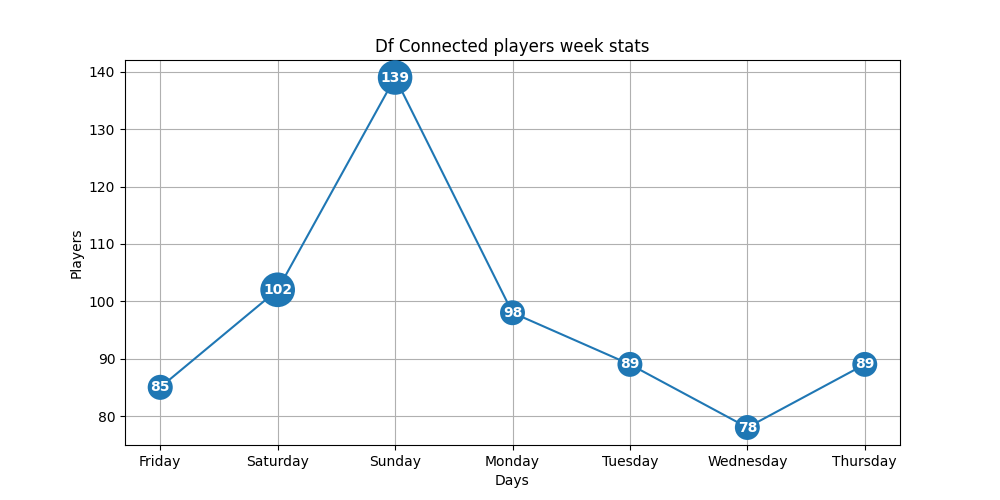 Df Connected players week stats
140
139
130
120
110
102
100
98
90
89
89
85
80
78
Players
Friday
Saturday
Sunday
Monday
Tuesday
Wednesday
Thursday
Days